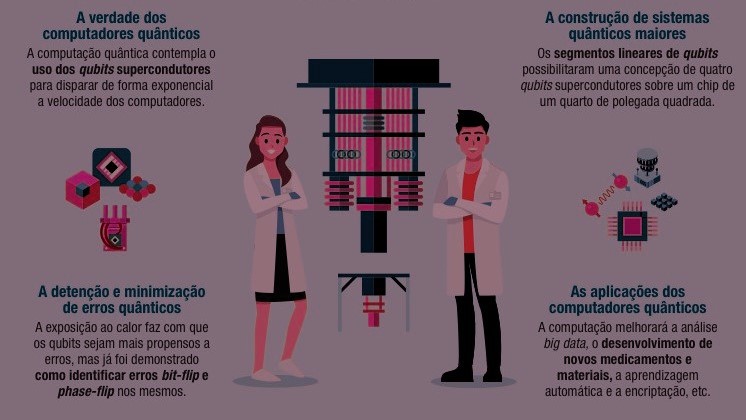 A verdade dos
computadores quânticos
A computação quântica contempla o
uso dos qubits supercondutores
para disparar de forma exponencial
a velocidade dos computadores.
A construção de sistemas
quânticos maiores
Os segmentos lineares de qubits
possibilitaram uma concepção de quatro
qubits supercondutores sobre um chip de
um quarto de polegada quadrada.
A detenção e minimização
de erros quânticos
A exposição ao calor faz com que
os qubits sejam mais propensos a
erros, mas já foi demonstrado
como identificar erros bit-flip e
phase-flip nos mesmos.
As aplicações dos
computadores quânticos
A computação melhorará a análise
big data, o desenvolvimento de
novos medicamentos e
materiais, a aprendizagem
automática e a encriptação, etc.